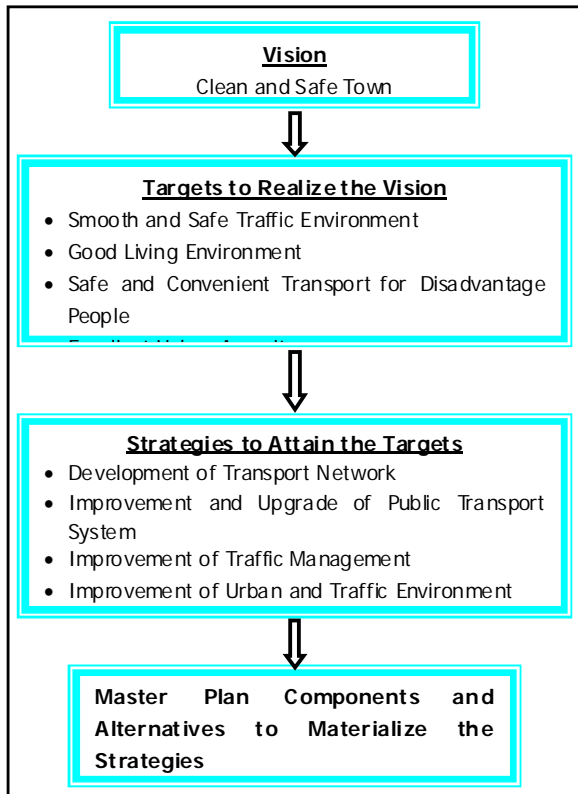 Vision
Clean and Safe Town
Targets to Realize the Vision
• Smooth and Safe Traffic Environment
• Good Living Environment
• Safe and Convenient Transport for Disadvantage
People
Strategies to Attain the Targets
• Development of Transport Network
• Improvement and Upgrade of Public Transport
System
• Improvement of Traffic Management
• Improvement of Urban and Traffic Environment
Master Plan Components and
Alternatives to Materialize the
Strategies